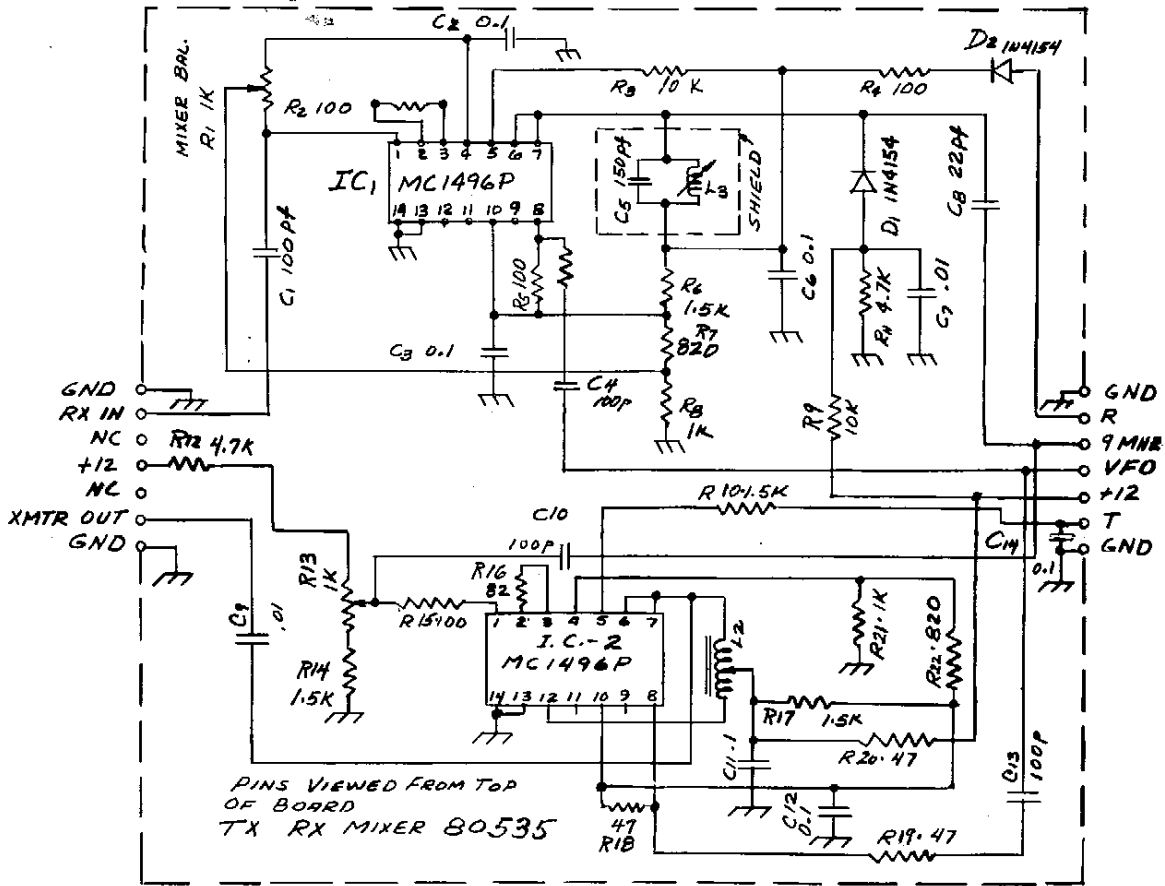 C2 0.1
D2 1N4154
MIXER BAL.
R1 1K
R2 100
R3 10K
R4 100
1 2 3 4 5 6 7
IC1 MC1496P
14 13 12 11 10 9 8
C5 150pf
L3
SHIELD
D1 1N4154
C8 22pf
C1 100pf
R5 100
R6 1.5K
C6 0.1
R11 4.7K
C7 .01
R7 820
C3 0.1
C4 100p
R8 1K
R9 10K
GND
RX IN
NC
+12
NC
XMTR OUT
GND
R12 4.7K
GND
R
9 MHz
VFO
+12
T
GND
R10·1.5K
C10 100P
C14 0.1
R13 1K
R16 82
C9 .01
R15·100
1 2 3 4 5 6 7
I.C.-2
MC1496P
14 13 12 11 10 9 8
L2
R21·1K
R22·820
R14 1.5K
R17 1.5K
R20·47
C11 .1
C13 100P
PINS VIEWED FROM TOP
OF BOARD
TX RX MIXER 80535
47 R18
C12 0.1
R19·47